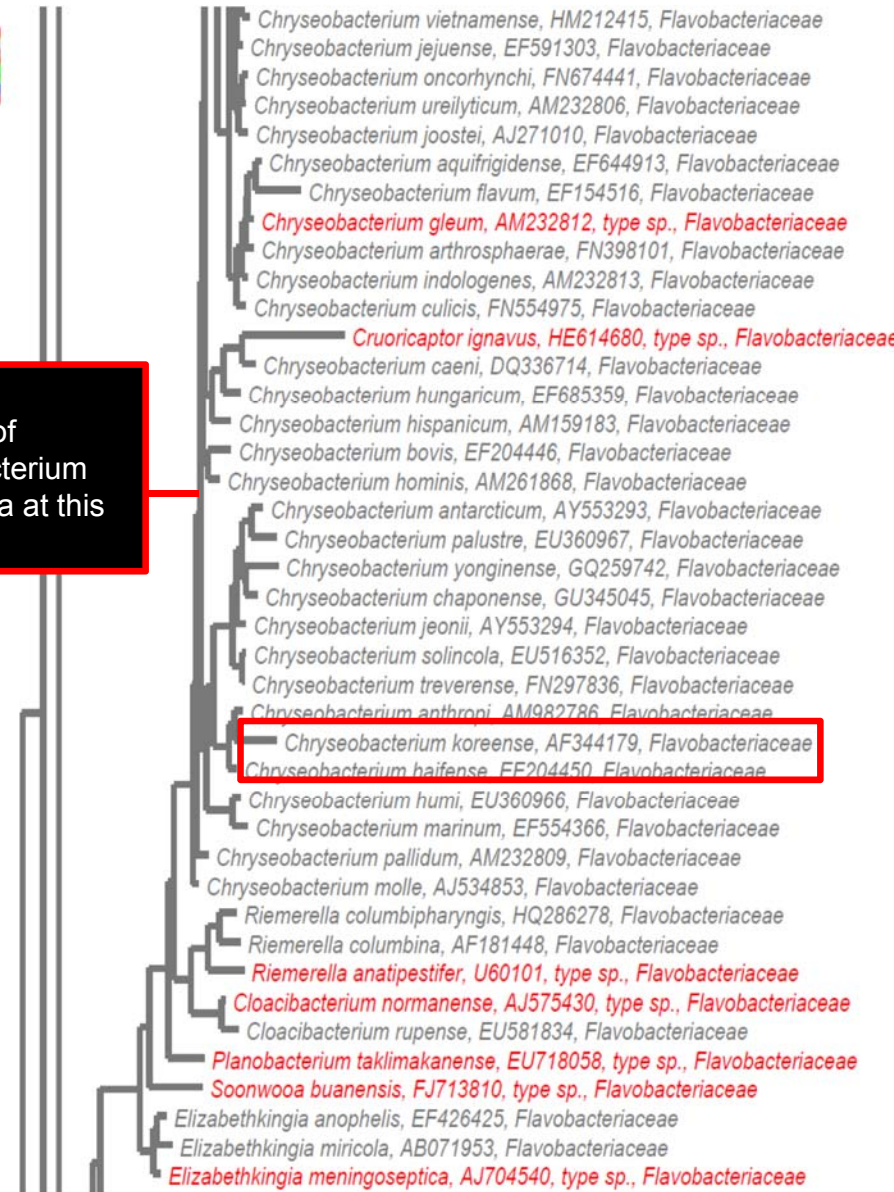 Chryseobacterium vietnamense, HM212415, Flavobacteriaceae
Chryseobacterium jejuense, EF591303, Flavobacteriaceae
Chryseobacterium oncorhynchi, FN674441, Flavobacteriaceae
Chryseobacterium ureilyticum, AM232806, Flavobacteriaceae
Chryseobacterium joostei, AJ271010, Flavobacteriaceae
Chryseobacterium aquifrigidense, EF644913, Flavobacteriaceae
Chryseobacterium flavum, EF154516, Flavobacteriaceae
Chryseobacterium gleum, AM232812, type sp., Flavobacteriaceae
Chryseobacterium arthrosphaerae, FN398101, Flavobacteriaceae
Chryseobacterium indologenes, AM232813, Flavobacteriaceae
Chryseobacterium culicis, FN554975, Flavobacteriaceae
Cruoricaptor ignavus, HE614680, type sp., Flavobacteriaceae
Chryseobacterium caeni, DQ336714, Flavobacteriaceae
Chryseobacterium hungaricum, EF685359, Flavobacteriaceae
Chryseobacterium hispanicum, AM159183, Flavobacteriaceae
Chryseobacterium bovis, EF204446, Flavobacteriaceae
Chryseobacterium hominis, AM261868, Flavobacteriaceae
of
cterium
a at this
Chryseobacterium antarcticum, AY553293, Flavobacteriaceae
Chryseobacterium palustre, EU360967, Flavobacteriaceae
Chryseobacterium yonginense, GQ259742, Flavobacteriaceae
Chryseobacterium chaponense, GU345045, Flavobacteriaceae
Chryseobacterium jeonii, AY553294, Flavobacteriaceae
Chryseobacterium solincola, EU516352, Flavobacteriaceae
Chryseobacterium treverense, FN297836, Flavobacteriaceae
Chryseobacterium anthropi, AM982786, Flavobacteriaceae
Chryseobacterium koreense, AF344179, Flavobacteriaceae
Chryseobacterium haifense, EF204450, Flavobacteriaceae
Chryseobacterium humi, EU360966, Flavobacteriaceae
Chryseobacterium marinum, EF554366, Flavobacteriaceae
Chryseobacterium pallidum, AM232809, Flavobacteriaceae
Chryseobacterium molle, AJ534853, Flavobacteriaceae
Riemerella columbipharyngis, HQ286278, Flavobacteriaceae
Riemerella columbina, AF181448, Flavobacteriaceae
Riemerella anatipestifer, U60101, type sp., Flavobacteriaceae
Cloacibacterium normanense, AJ575430, type sp., Flavobacteriaceae
Cloacibacterium rupense, EU581834, Flavobacteriaceae
Planobacterium taklimakanense, EU718058, type sp., Flavobacteriaceae
Soonwooa buanensis, FJ713810, type sp., Flavobacteriaceae
Elizabethkingia anophelis, EF426425, Flavobacteriaceae
Elizabethkingia miricola, AB071953, Flavobacteriaceae
Elizabethkingia meningoseptica, AJ704540, type sp., Flavobacteriaceae